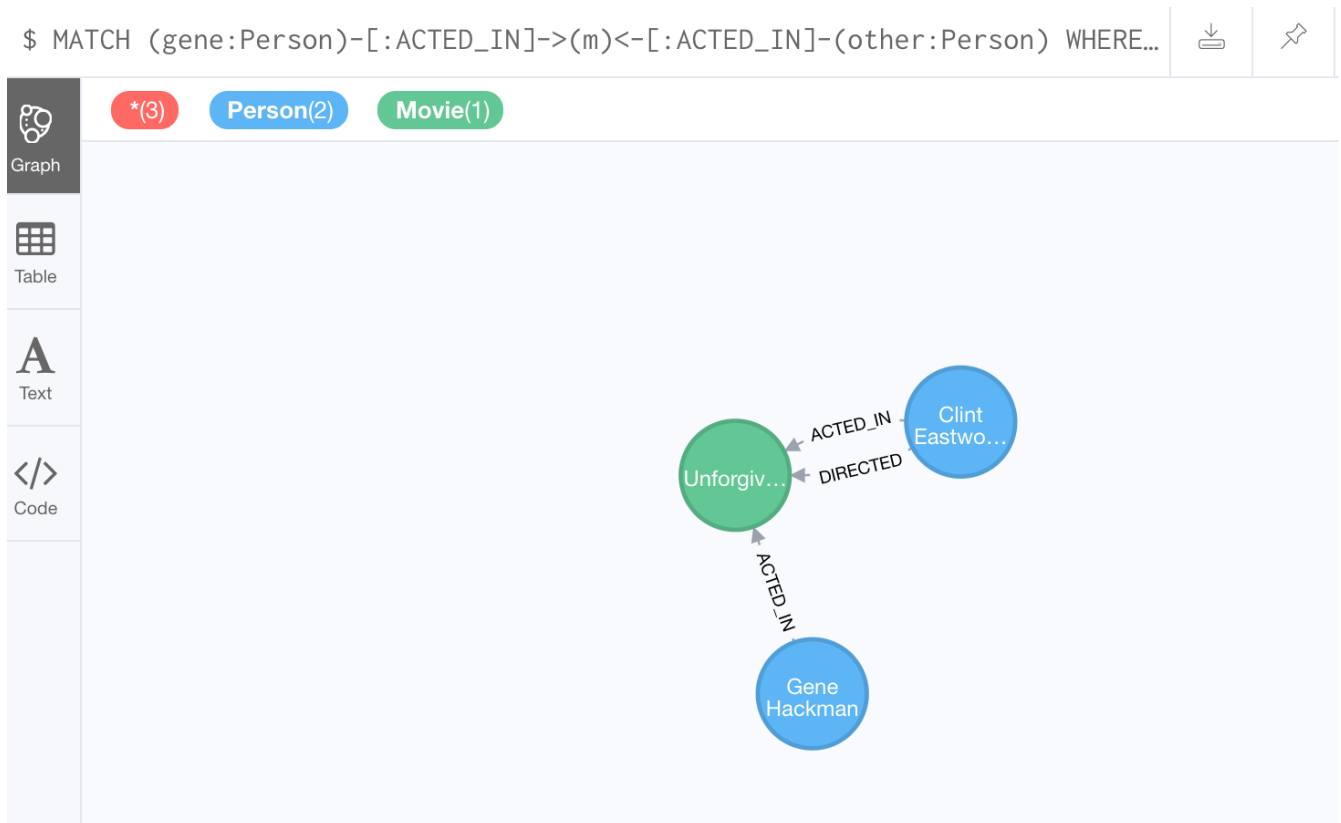 $ MATCH (gene:Person)-[:ACTED_IN]->(m)<-[:ACTED_IN]-(other:Person) WHERE…
*(3) Person(2) Movie(1)
Graph
Table
Text
Code
Clint
Eastwo…
ACTED_IN
DIRECTED
Unforgiv…
ACTED_IN
Gene
Hackman